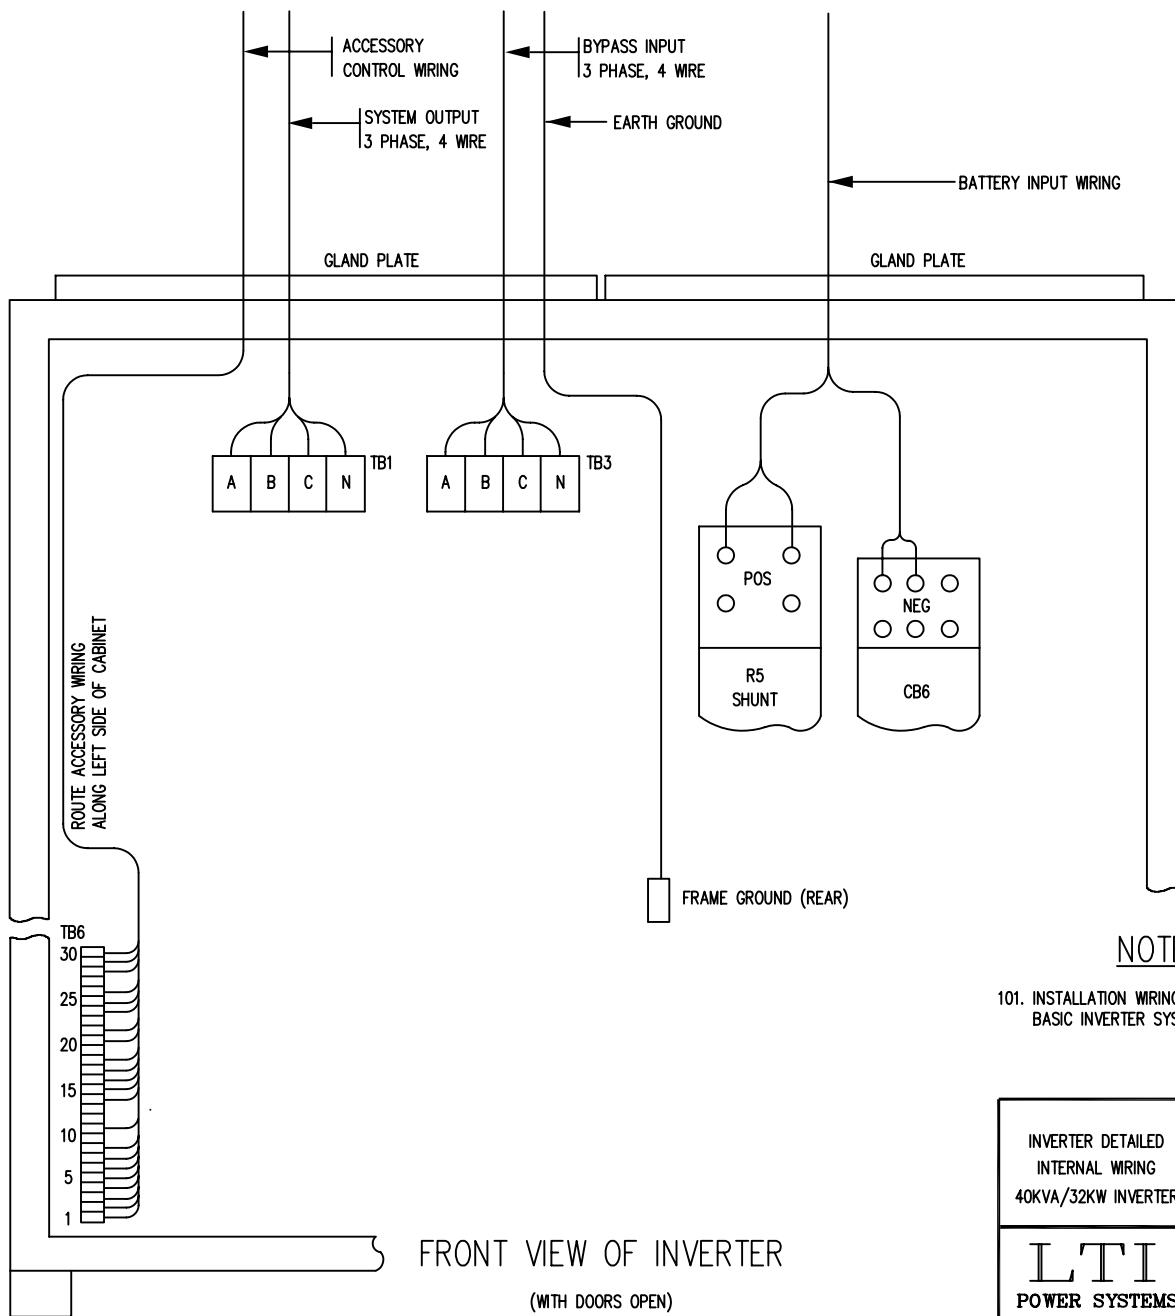 ACCESSORY
CONTROL WIRING
BYPASS INPUT
3 PHASE, 4 WIRE
SYSTEM OUTPUT
3 PHASE, 4 WIRE
EARTH GROUND
BATTERY INPUT WIRING
GLAND PLATE
GLAND PLATE
A B C N TB1
A B C N TB3
POS
NEG
R5
SHUNT
CB6
ROUTE ACCESSORY WIRING
ALONG LEFT SIDE OF CABINET
FRAME GROUND (REAR)
TB6
30
25
20
15
10
5
1
101. INSTALLATION WIRING
BASIC INVERTER
INVERTER DETAILED
INTERNAL WIRING
40KVA/32KW INVERTER
LTI
POWER SYSTEMS
FRONT VIEW OF INVERTER
(WITH DOORS OPEN)